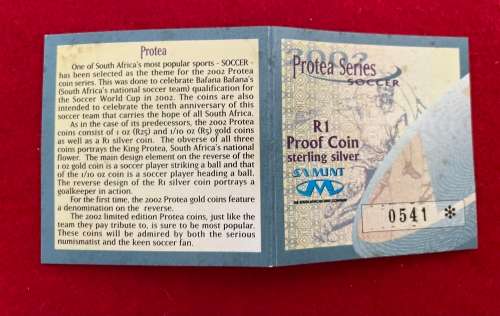 Protea
One of South Africa's most popular sports - SOCCER -
has been selected as the theme for the 2002 Protea
coin series. This was done to celebrate Bafana Bafana's
(South Africa's national soccer team) qualification for
the Soccer World Cup in 2002. The coins are also
intended to celebrate the tenth anniversary of this
soccer team that carries the hope of all South Africa.
As in the case of its predecessors, the 2002 Protea
coins consist of 1 oz (R25) and 1/10 oz (R5) gold coins
as well as a R1 silver coin. The obverse of all three
coins portrays the King Protea, South Africa's national
flower. The main design element on the reverse of the
1 oz gold coin is a soccer player striking a ball and that
of the 1/10 oz coin is a soccer player heading a ball.
The reverse design of the R1 silver coin portrays a
goalkeeper in action.
For the first time, the 2002 Protea gold coins feature
a denomination on the reverse.
The 2002 limited edition Protea coins, just like the
team they pay tribute to, is sure to be most popular.
These coins will be admired by both the serious
numismatist and the keen soccer fan.
2002
Protea Series
SOCCER
R1
Proof Coin
sterling silver
SA MINT
THE SOUTH AFRICAN MINT COMPANY
0541 *